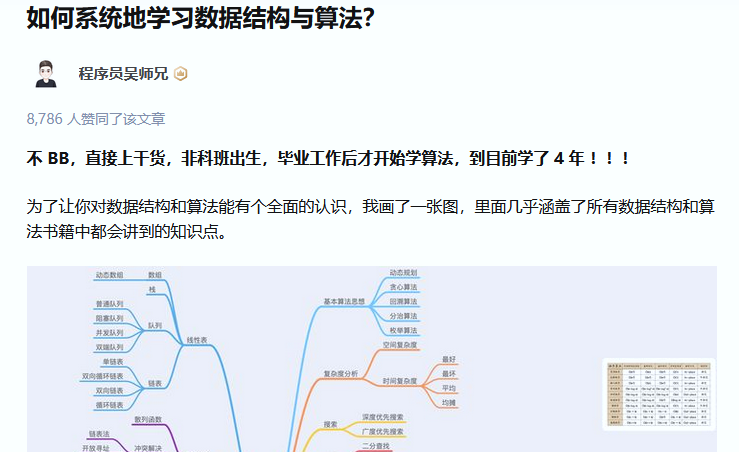 如何系统地学习数据结构与算法？
程序员吴师兄
8,786 人赞同了该文章
不 BB，直接上干货，非科班出生，毕业工作后才开始学算法，到目前学了 4 年！！！
为了让你对数据结构和算法能有个全面的认识，我画了一张图，里面几乎涵盖了所有数据结构和算
法书籍中都会讲到的知识点。
动态数组
数组
栈
普通队列
阻塞队列
并发队列
双端队列
队列
线性表
单链表
双向循环链表
双向链表
循环链表
链表
散列函数
链表法
开放寻址
冲突解决
基本算法思想
动态规划
贪心算法
回溯算法
分治算法
枚举算法
复杂度分析
空间复杂度
时间复杂度
最好
最坏
平均
均摊
搜索
深度优先搜索
广度优先搜索
二分查找